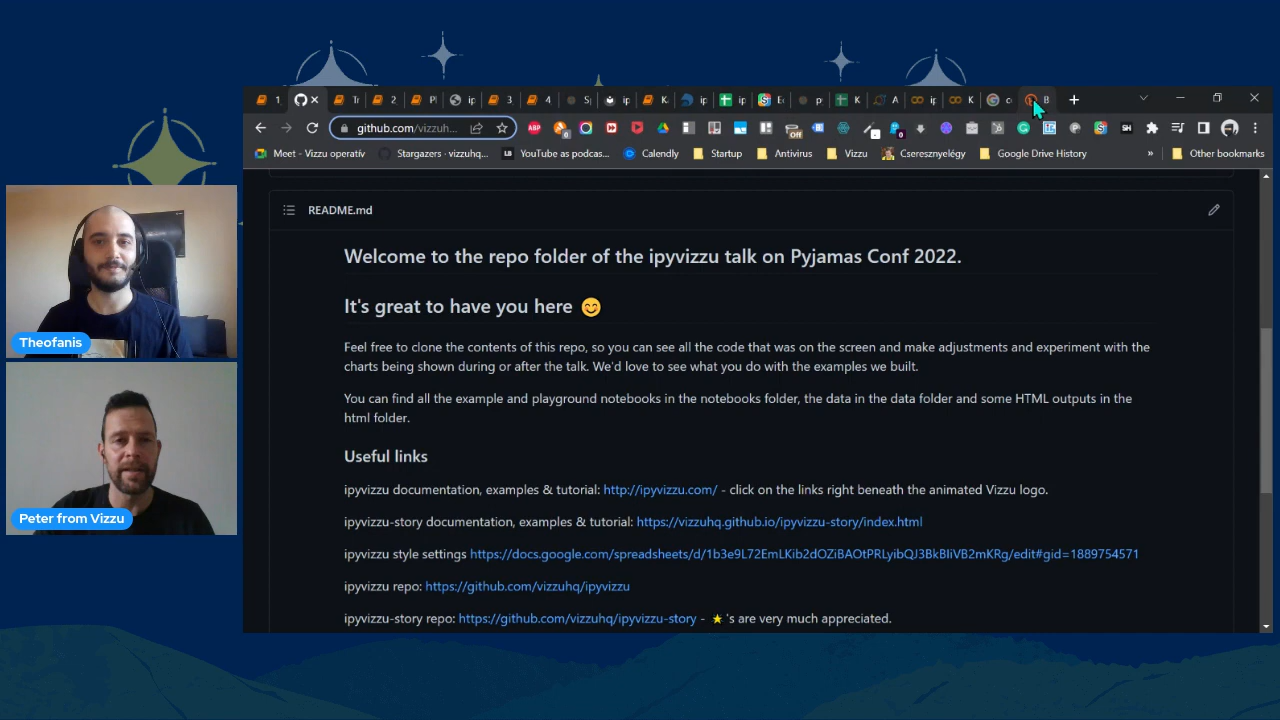 github.com/vizzuh...
Meet - Vizzu operatív
Stargazers · vizzuhq...
YouTube as podcas...
Calendly
Startup
Antivirus
Vizzu
Cseresznyelégy
Google Drive History
»
Other bookmarks
README.md
Welcome to the repo folder of the ipyvizzu talk on Pyjamas Conf 2022.
It's great to have you here 😊
Feel free to clone the contents of this repo, so you can see all the code that was on the screen and make adjustments and experiment with the
charts being shown during or after the talk. We'd love to see what you do with the examples we built.
You can find all the example and playground notebooks in the notebooks folder, the data in the data folder and some HTML outputs in the
html folder.
Useful links
ipyvizzu documentation, examples & tutorial: http://ipyvizzu.com/ - click on the links right beneath the animated Vizzu logo.
ipyvizzu-story documentation, examples & tutorial: https://vizzuhq.github.io/ipyvizzu-story/index.html
ipyvizzu style settings https://docs.google.com/spreadsheets/d/1b3e9L72EmLKib2dOZiBAOtPRLyibQJ3BkBIiVB2mKRg/edit#gid=1889754571
ipyvizzu repo: https://github.com/vizzuhq/ipyvizzu
ipyvizzu-story repo: https://github.com/vizzuhq/ipyvizzu-story - ⭐'s are very much appreciated.
Theofanis
Peter from Vizzu